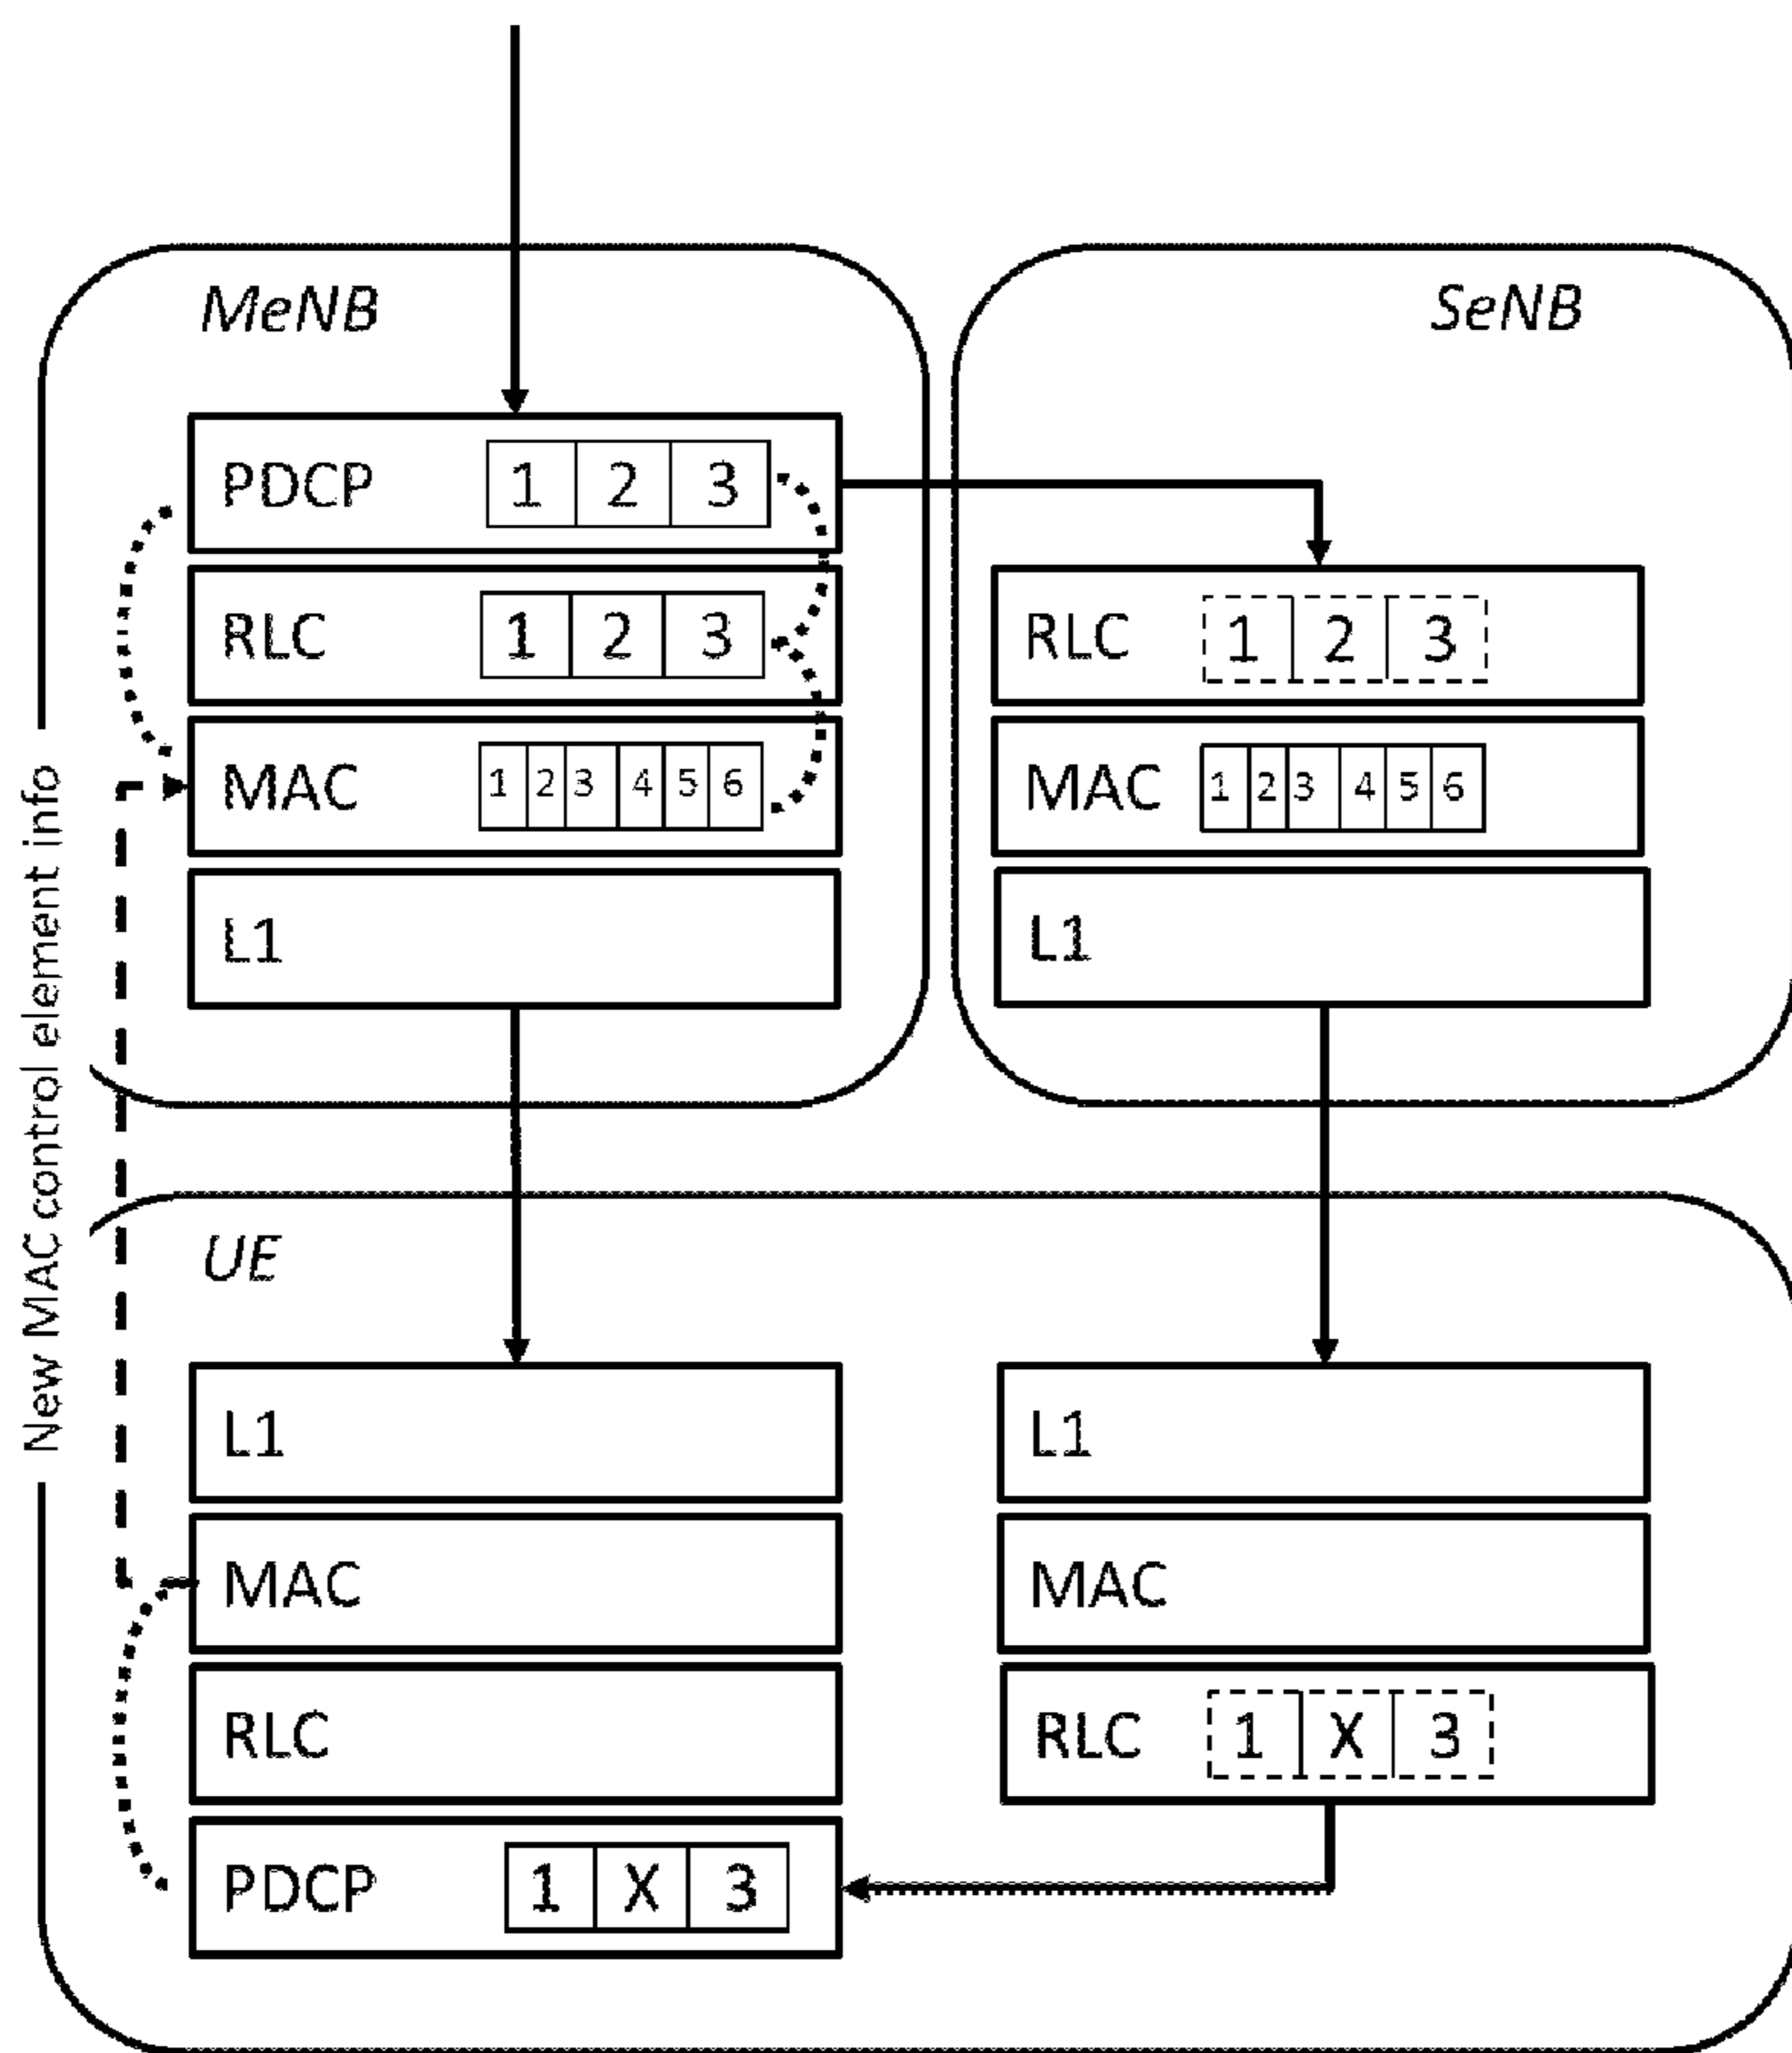 MeNB
SeNB
PDCP 1 2 3
RLC 1 2 3
RLC 1 2 3
MAC 1 2 3 4 5 6
MAC 1 2 3 4 5 6
L1
L1
New MAC control element info
UE
L1
L1
MAC
MAC
RLC
RLC 1 X 3
PDCP 1 X 3